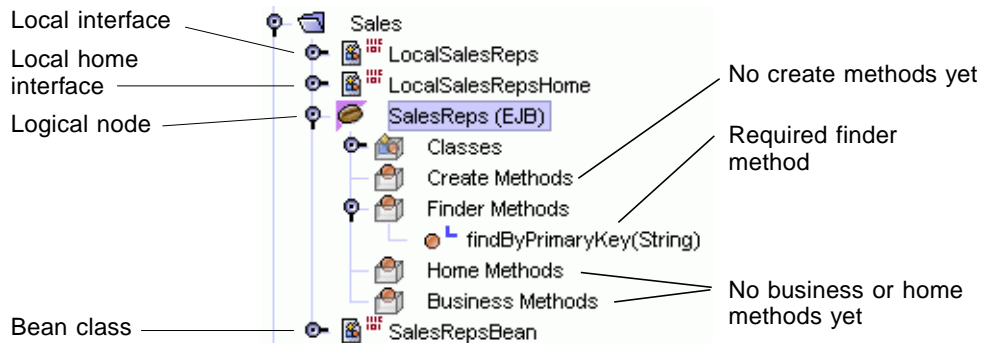 Local interface
Local home
interface
Logical node
Bean class
Sales
LocalSalesReps
LocalSalesRepsHome
SalesReps (EJB)
Classes
Create Methods
Finder Methods
findByPrimaryKey(String)
Home Methods
Business Methods
SalesRepsBean
No create methods yet
Required finder
method
No business or home
methods yet